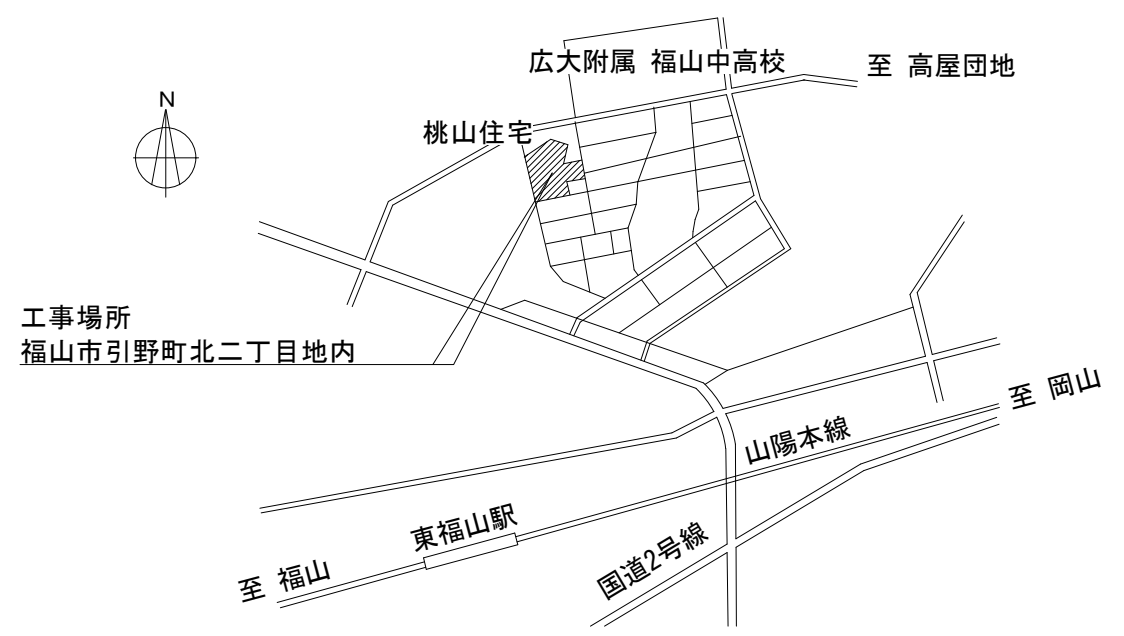 広大附属 福山中高校
至 高屋団地
N
桃山住宅
工事場所
福山市引野町北二丁目地内
至 岡山
山陽本線
東福山駅
国道2号線
至 福山